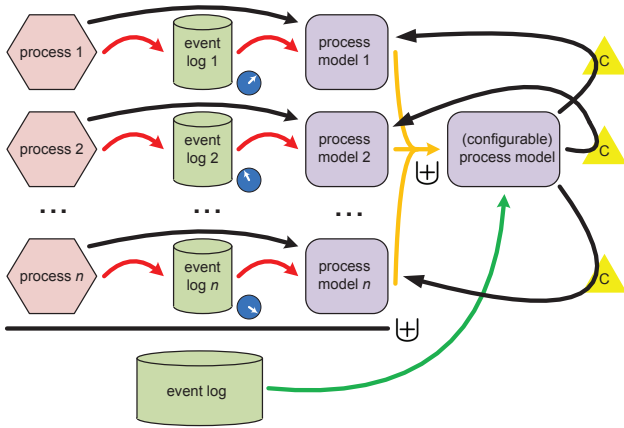 process 1
event
log 1
process
model 1
C
process 2
event
log 2
process
model 2
(configurable)
process model
C
... ... ...
process n
event
log n
process
model n
C
event log